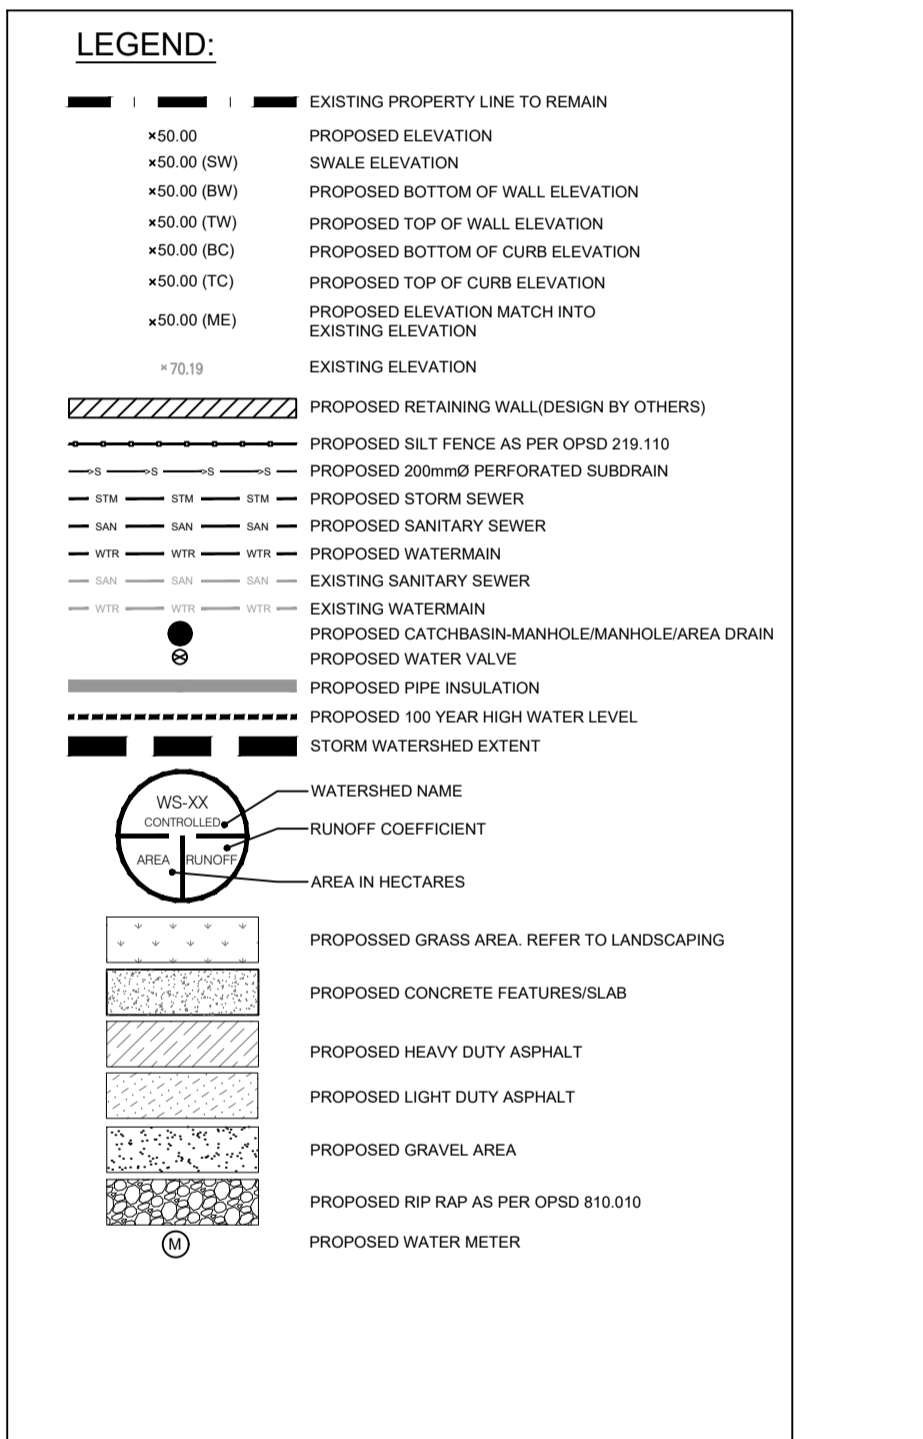 LEGEND:
EXISTING PROPERTY LINE TO REMAIN
×50.00 PROPOSED ELEVATION
×50.00 (SW) SWALE ELEVATION
×50.00 (BW) PROPOSED BOTTOM OF WALL ELEVATION
×50.00 (TW) PROPOSED TOP OF WALL ELEVATION
×50.00 (BC) PROPOSED BOTTOM OF CURB ELEVATION
×50.00 (TC) PROPOSED TOP OF CURB ELEVATION
×50.00 (ME) PROPOSED ELEVATION MATCH INTO
EXISTING ELEVATION
×70.19 EXISTING ELEVATION
PROPOSED RETAINING WALL(DESIGN BY OTHERS)
PROPOSED SILT FENCE AS PER OPSD 219.110
>S >S >S >S PROPOSED 200mmØ PERFORATED SUBDRAIN
STM STM STM PROPOSED STORM SEWER
SAN SAN SAN PROPOSED SANITARY SEWER
WTR WTR WTR PROPOSED WATERMAIN
SAN SAN SAN EXISTING SANITARY SEWER
WTR WTR WTR EXISTING WATERMAIN
PROPOSED CATCHBASIN-MANHOLE/MANHOLE/AREA DRAIN
PROPOSED WATER VALVE
PROPOSED PIPE INSULATION
PROPOSED 100 YEAR HIGH WATER LEVEL
STORM WATERSHED EXTENT
WS-XX
CONTROLLED
AREA RUNOFF
WATERSHED NAME
RUNOFF COEFFICIENT
AREA IN HECTARES
PROPOSSED GRASS AREA. REFER TO LANDSCAPING
PROPOSED CONCRETE FEATURES/SLAB
PROPOSED HEAVY DUTY ASPHALT
PROPOSED LIGHT DUTY ASPHALT
PROPOSED GRAVEL AREA
PROPOSED RIP RAP AS PER OPSD 810.010
M PROPOSED WATER METER